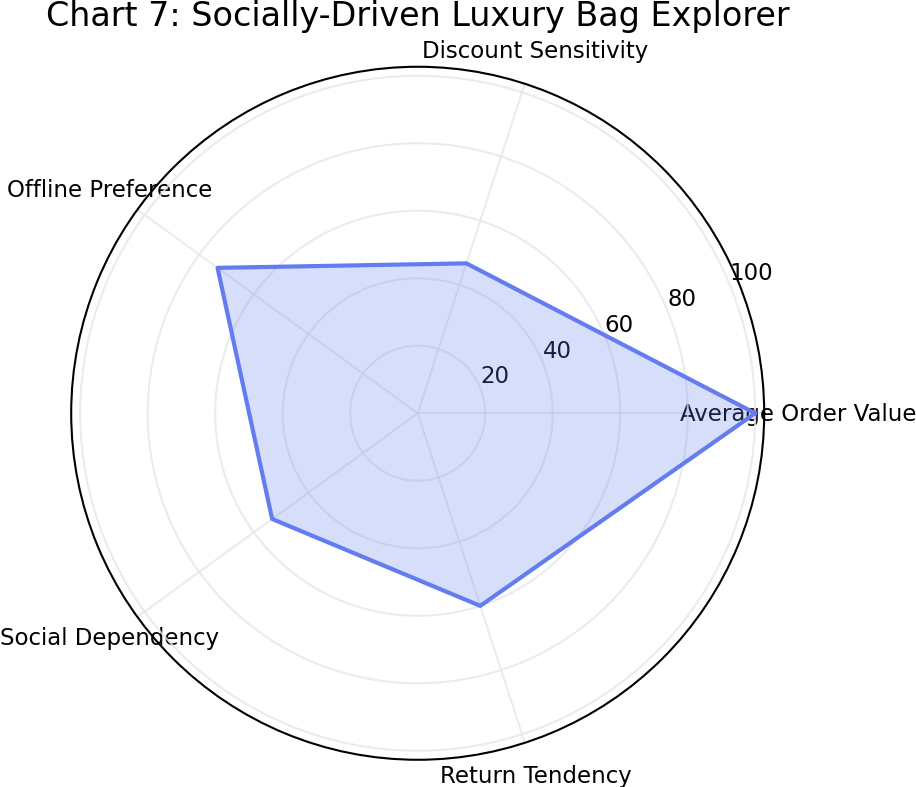 Chart 7: Socially-Driven Luxury Bag Explorer
Discount Sensitivity
Offline Preference
100
80
60
40
20
Average Order Value
Social Dependency
Return Tendency